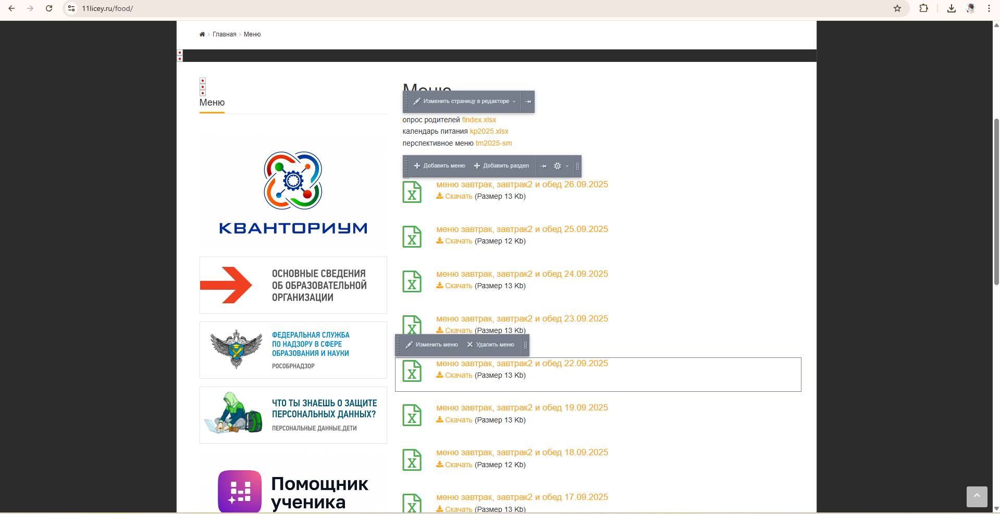 11licey.ru/food/
Главная
Меню
Меню
Меню
Изменить страницу в редакторе
опрос родителей findex.xlsx
календарь питания kp2025.xlsx
перспективное меню tm2025-sm
Добавить меню
Добавить раздел
меню завтрак, завтрак2 и обед 26.09.2025
Скачать (Размер 13 Kb)
меню завтрак, завтрак2 и обед 25.09.2025
Скачать (Размер 12 Kb)
меню завтрак, завтрак2 и обед 24.09.2025
Скачать (Размер 13 Kb)
меню завтрак, завтрак2 и обед 23.09.2025
Скачать (Размер 13 Kb)
Изменить меню
Удалить меню
меню завтрак, завтрак2 и обед 22.09.2025
Скачать (Размер 13 Kb)
меню завтрак, завтрак2 и обед 19.09.2025
Скачать (Размер 13 Kb)
меню завтрак, завтрак2 и обед 18.09.2025
Скачать (Размер 12 Kb)
меню завтрак, завтрак2 и обед 17.09.2025
Скачать (Размер 13 Kb)
КВАНТОРИУМ
ОСНОВНЫЕ СВЕДЕНИЯ
ОБ ОБРАЗОВАТЕЛЬНОЙ
ОРГАНИЗАЦИИ
ФЕДЕРАЛЬНАЯ СЛУЖБА
ПО НАДЗОРУ В СФЕРЕ
ОБРАЗОВАНИЯ И НАУКИ
РОСОБРНАДЗОР
ЧТО ТЫ ЗНАЕШЬ О ЗАЩИТЕ
ПЕРСОНАЛЬНЫХ ДАННЫХ?
ПЕРСОНАЛЬНЫЕ ДАННЫЕ.ДЕТИ
Помощник
ученика